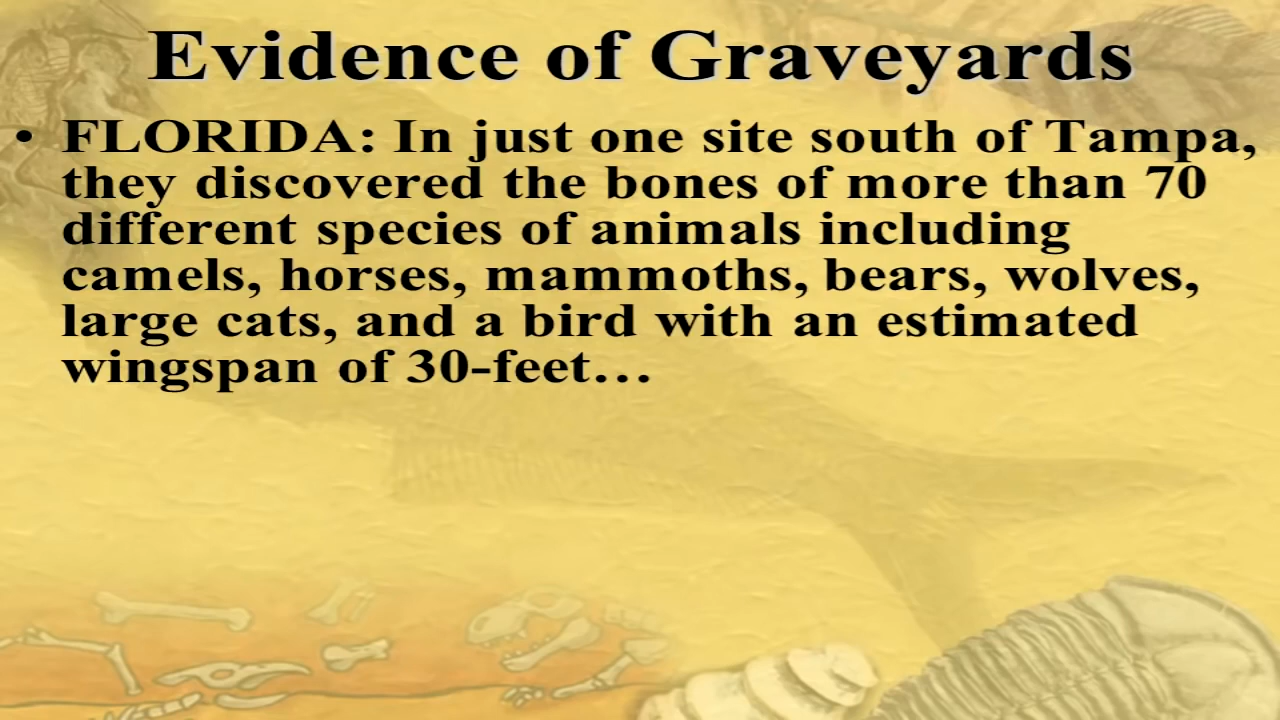 Evidence of Graveyards
• FLORIDA: In just one site south of Tampa,
they discovered the bones of more than 70
different species of animals including
camels, horses, mammoths, bears, wolves,
large cats, and a bird with an estimated
wingspan of 30-feet…